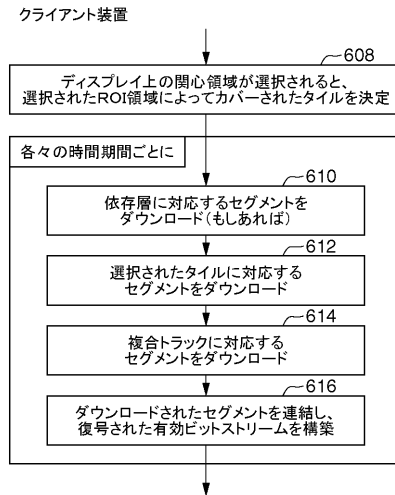 クライアント装置
608
ディスプレイ上の関心領域が選択されると、
選択されたROI領域によってカバーされたタイルを決定
各々の時間期間ごとに
610
依存層に対応するセグメントを
ダウンロード(もしあれば)
612
選択されたタイルに対応する
セグメントをダウンロード
614
複合トラックに対応する
セグメントをダウンロード
616
ダウンロードされたセグメントを連結し、
復号された有効ビットストリームを構築